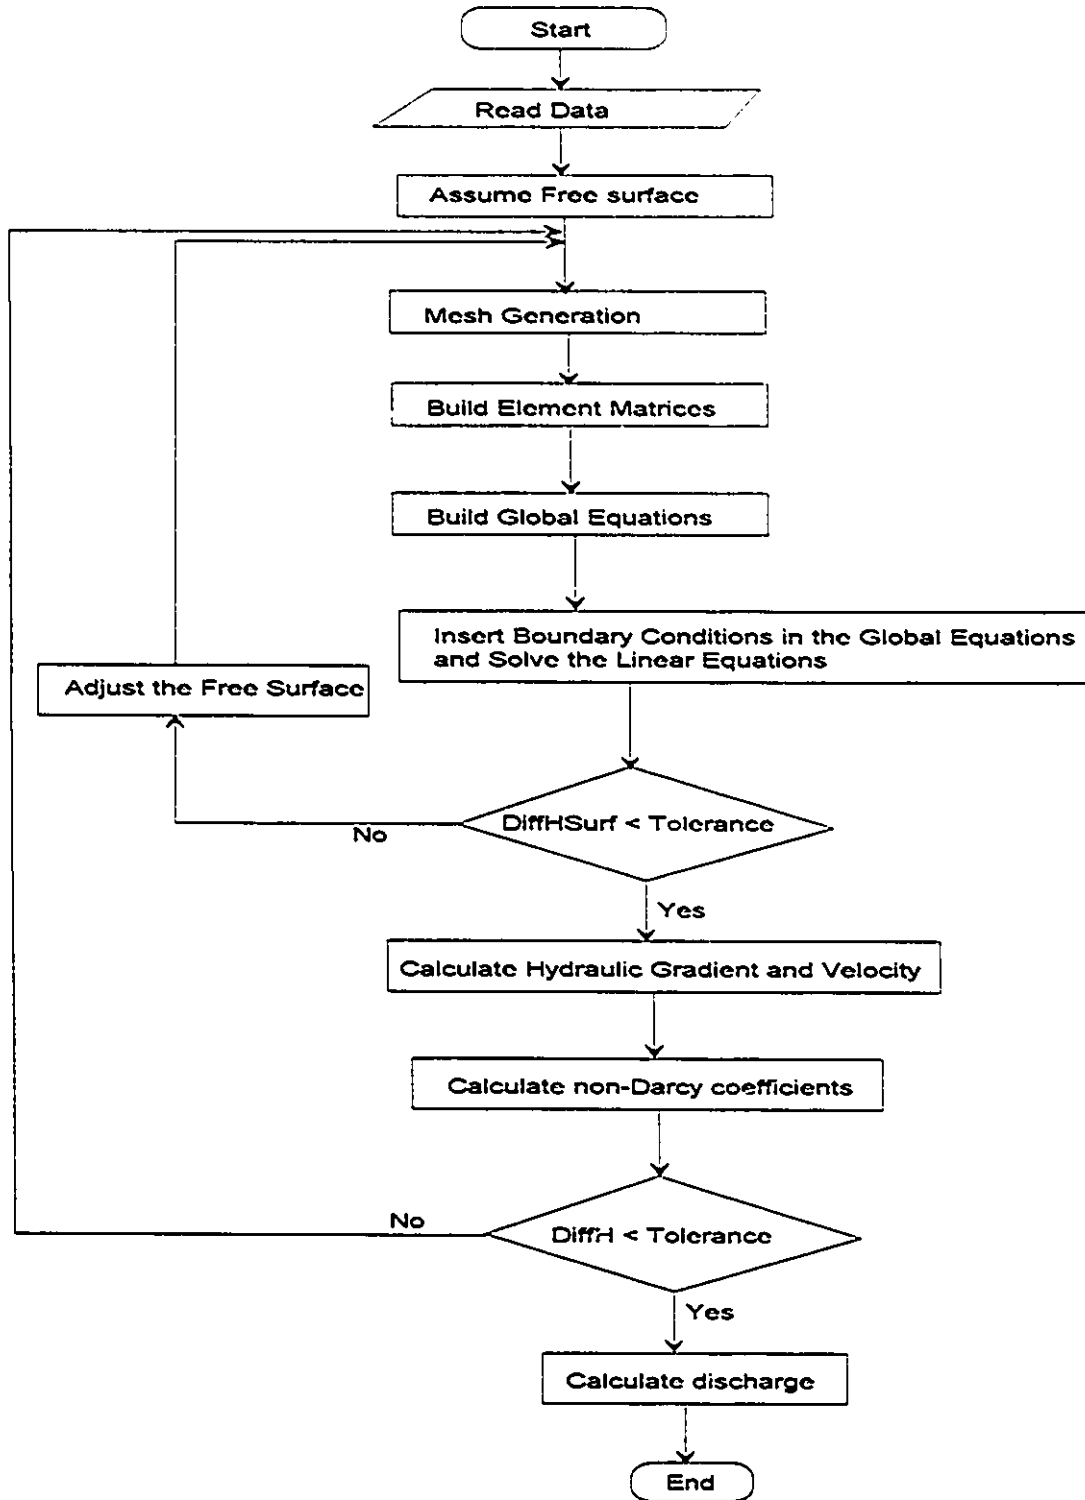 Start
Read Data
Assume Free surface
Mesh Generation
Build Element Matrices
Build Global Equations
Insert Boundary Conditions in the Global Equations
and Solve the Linear Equations
Adjust the Free Surface
DiffHSurf < Tolerance
No
Yes
Calculate Hydraulic Gradient and Velocity
Calculate non-Darcy coefficients
No
DiffH < Tolerance
Yes
Calculate discharge
End